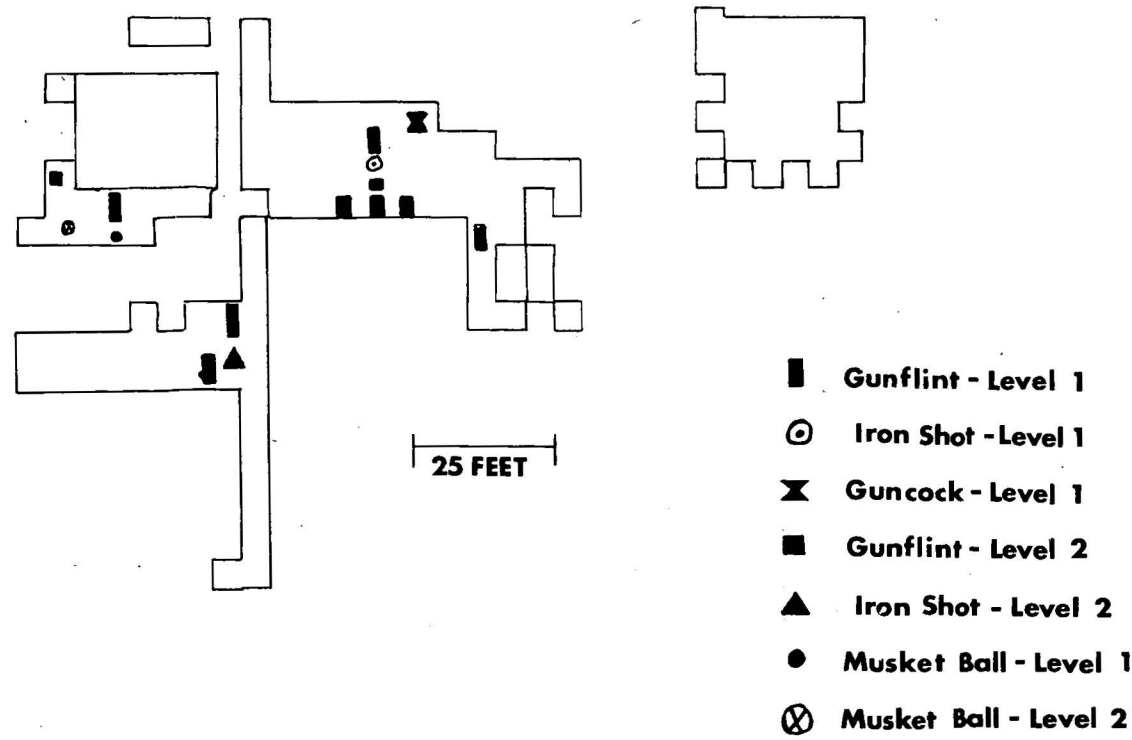 25 FEET
Gunflint - Level 1
Iron Shot - Level 1
Guncock - Level 1
Gunflint - Level 2
Iron Shot - Level 2
Musket Ball - Level 1
Musket Ball - Level 2